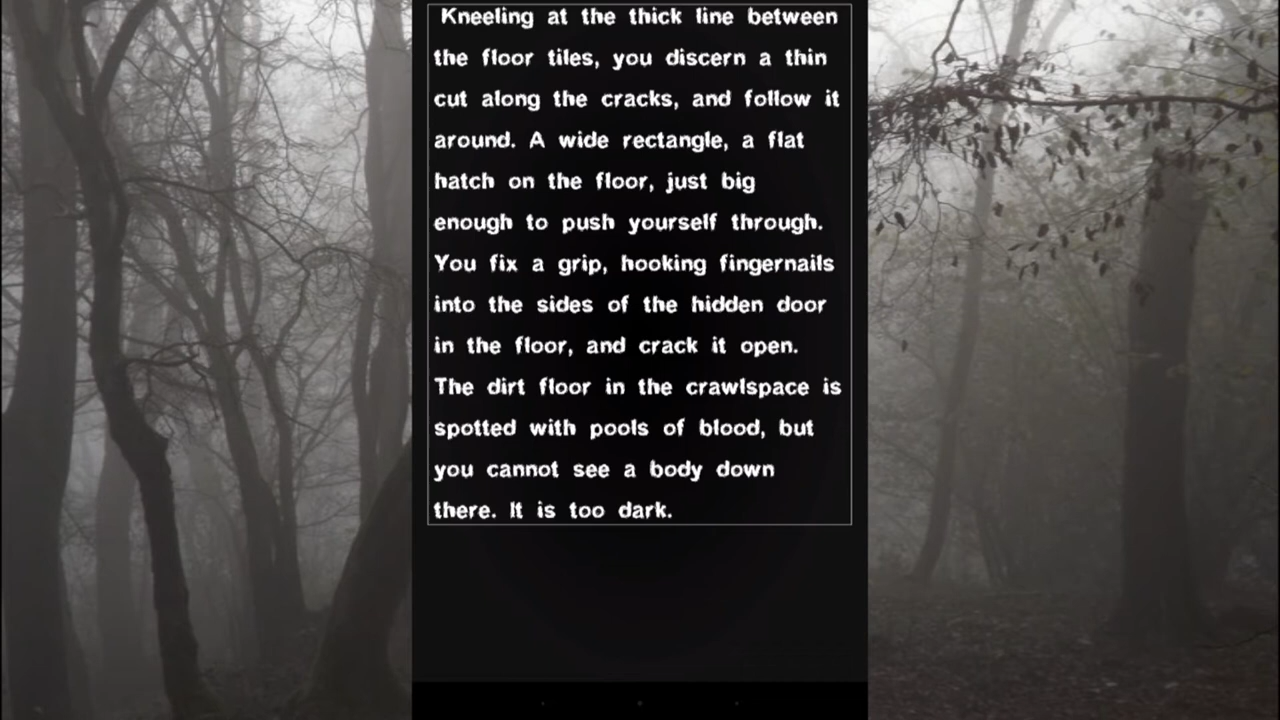 Kneeling at the thick line between
the floor tiles, you discern a thin
cut along the cracks, and follow it
around. A wide rectangle, a flat
hatch on the floor, just big
enough to push yourself through.
You fix a grip, hooking fingernails
into the sides of the hidden door
in the floor, and crack it open.
The dirt floor in the crawlspace is
spotted with pools of blood, but
you cannot see a body down
there. It is too dark.